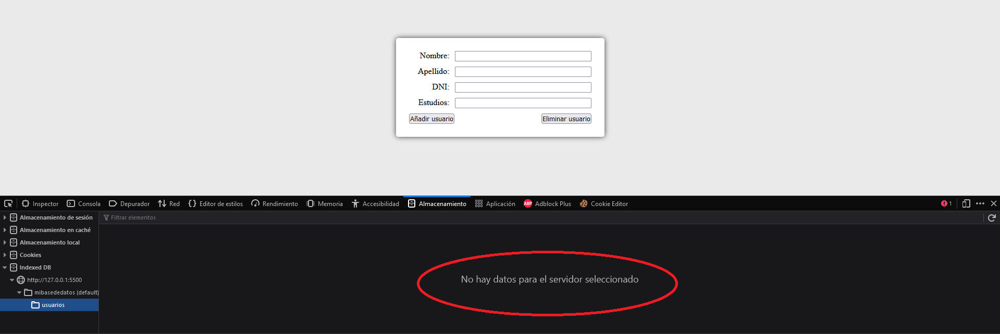 Nombre:
Apellido:
DNI:
Estudios:
Añadir usuario Eliminar usuario
Inspector Consola Depurador Red Editor de estilos Rendimiento Memoria Accesibilidad Almacenamiento Aplicación ABP Adblock Plus Cookie Editor 1
Almacenamiento de sesión
Filtrar elementos
Almacenamiento en caché
Almacenamiento local
Cookies
Indexed DB
http://127.0.0.1:5500
mibasededatos (default)
usuarios
No hay datos para el servidor seleccionado